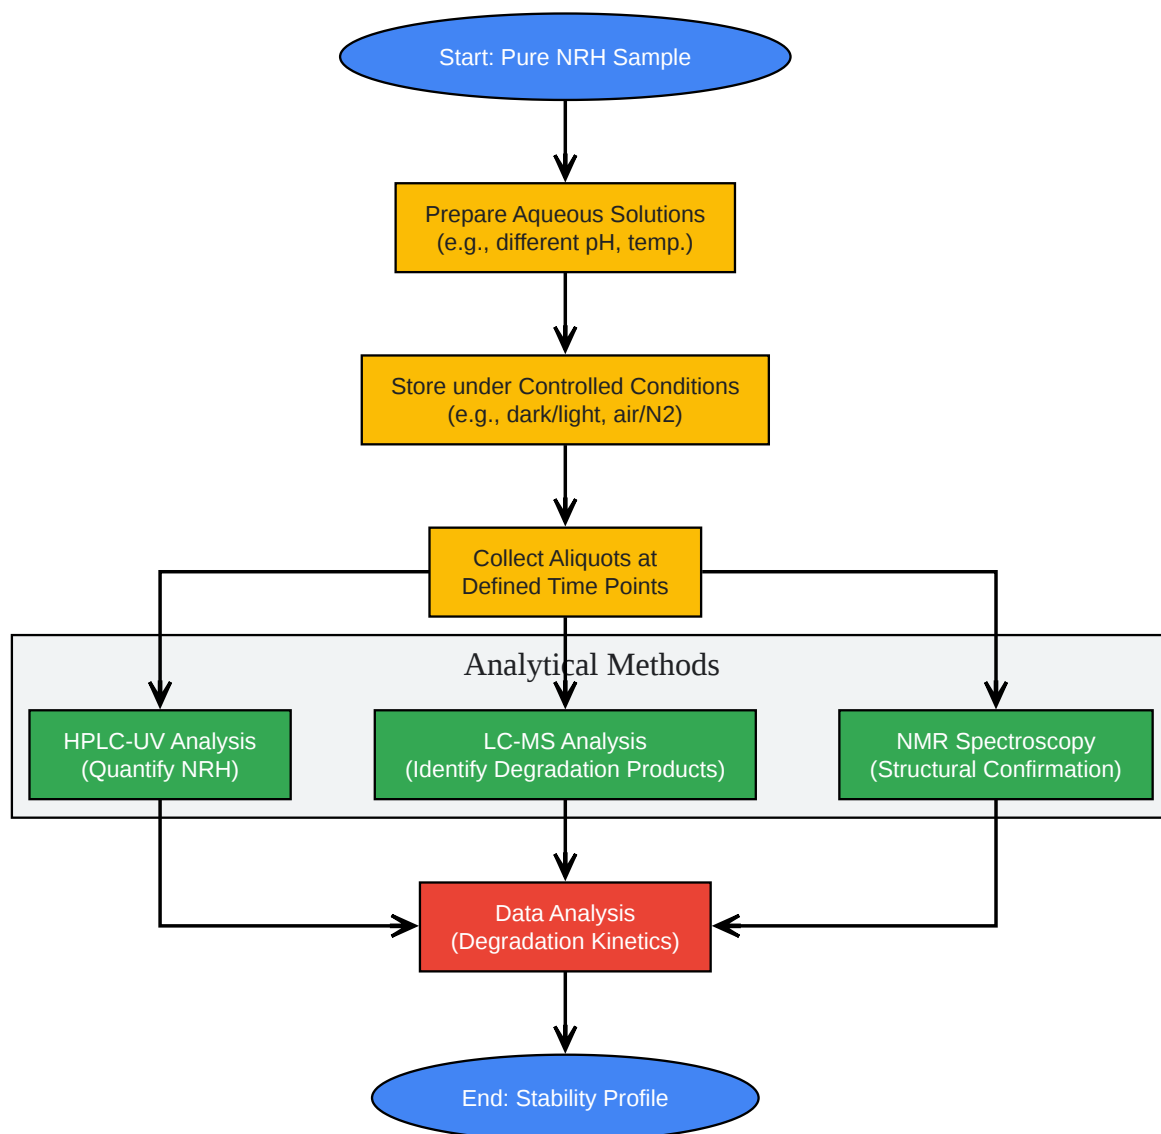 Start: Pure NRH Sample
Prepare Aqueous Solutions
(e.g., different pH, temp.)
Store under Controlled Conditions
(e.g., dark/light, air/N2)
Collect Aliquots at
Defined Time Points
Analytical Methods
HPLC-UV Analysis
(Quantify NRH)
LC-MS Analysis
(Identify Degradation Products)
NMR Spectroscopy
(Structural Confirmation)
Data Analysis
(Degradation Kinetics)
End: Stability Profile